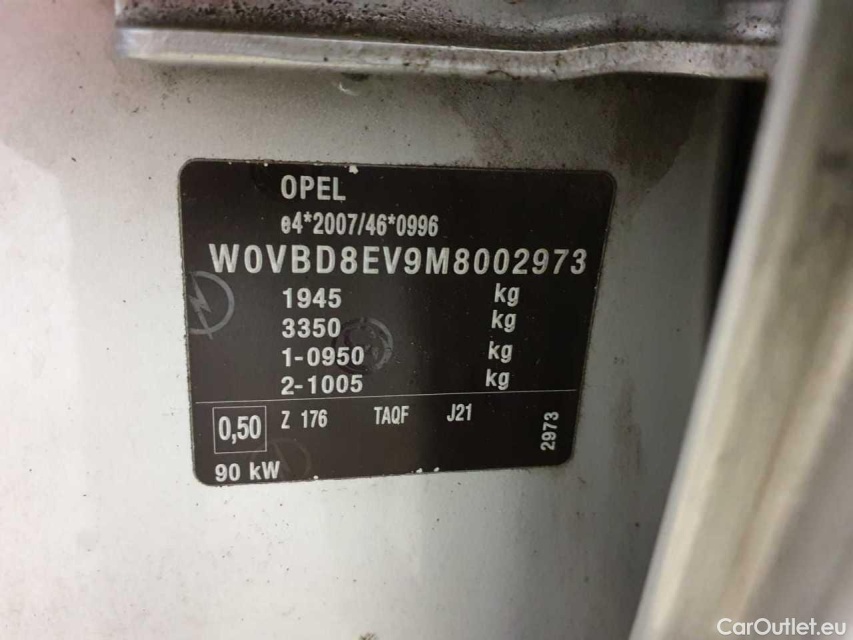 OPEL
e4*2007/46*0996
W0VBD8EV9M8002973
1945 kg
3350 kg
1-0950 kg
2-1005 kg
0,50 Z 176 TAQF J21
2973
90 kW
CarOutlet.eu